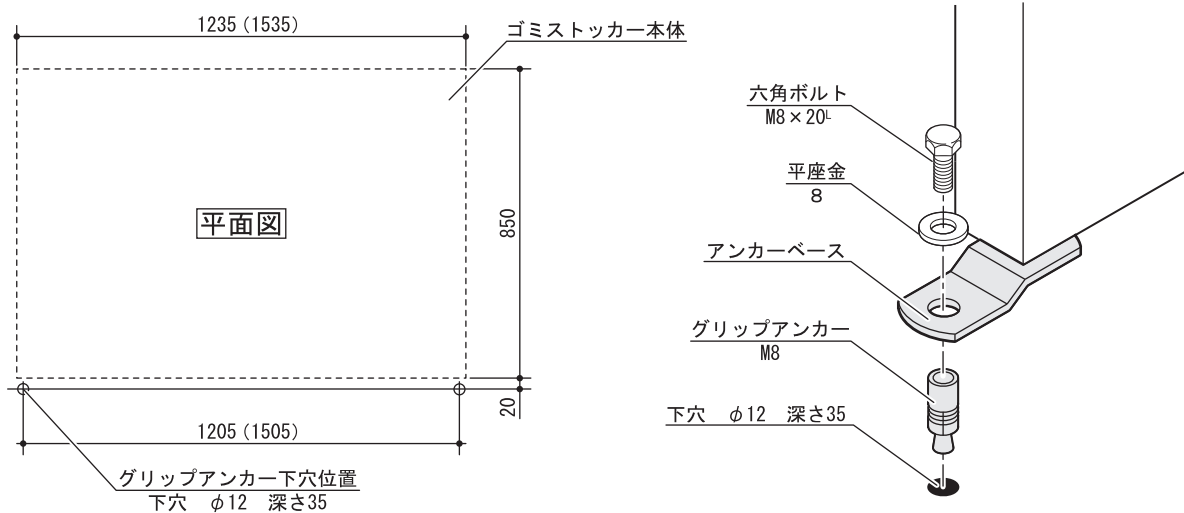 1235 (1535)
ゴミストッカー本体
平面図
850
20
1205 (1505)
グリップアンカー下穴位置
下穴　φ12　深さ35
六角ボルト
M8×20L
平座金
8
アンカーベース
グリップアンカー
M8
下穴　φ12　深さ35